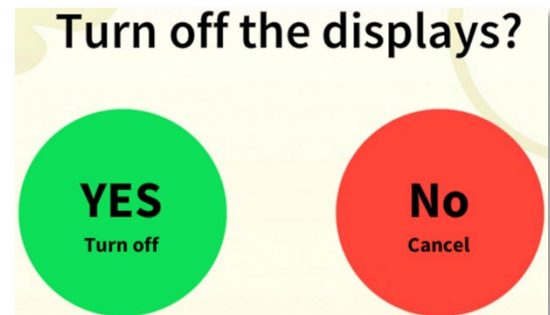 Turn off the displays?
YES
Turn off
No
Cancel